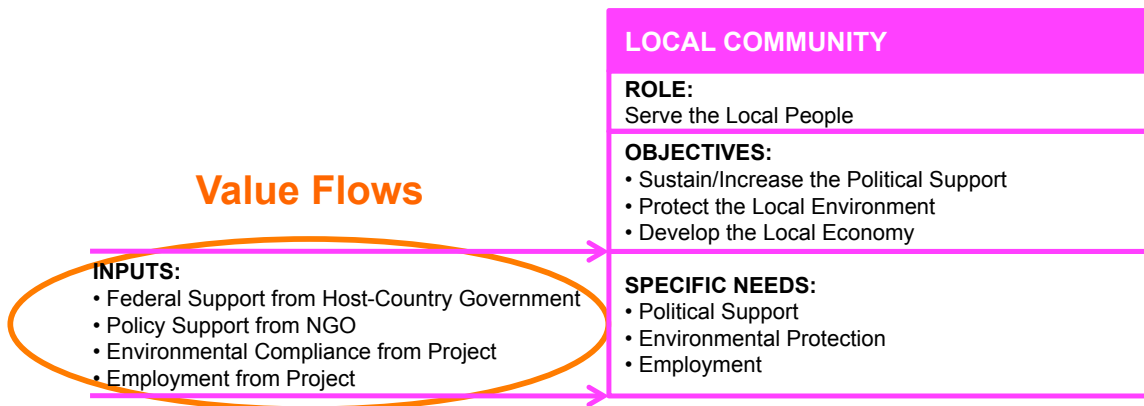 LOCAL COMMUNITY
ROLE:
Serve the Local People
OBJECTIVES:
• Sustain/Increase the Political Support
• Protect the Local Environment
• Develop the Local Economy
Value Flows
INPUTS:
• Federal Support from Host-Country Government
• Policy Support from NGO
• Environmental Compliance from Project
• Employment from Project
SPECIFIC NEEDS:
• Political Support
• Environmental Protection
• Employment